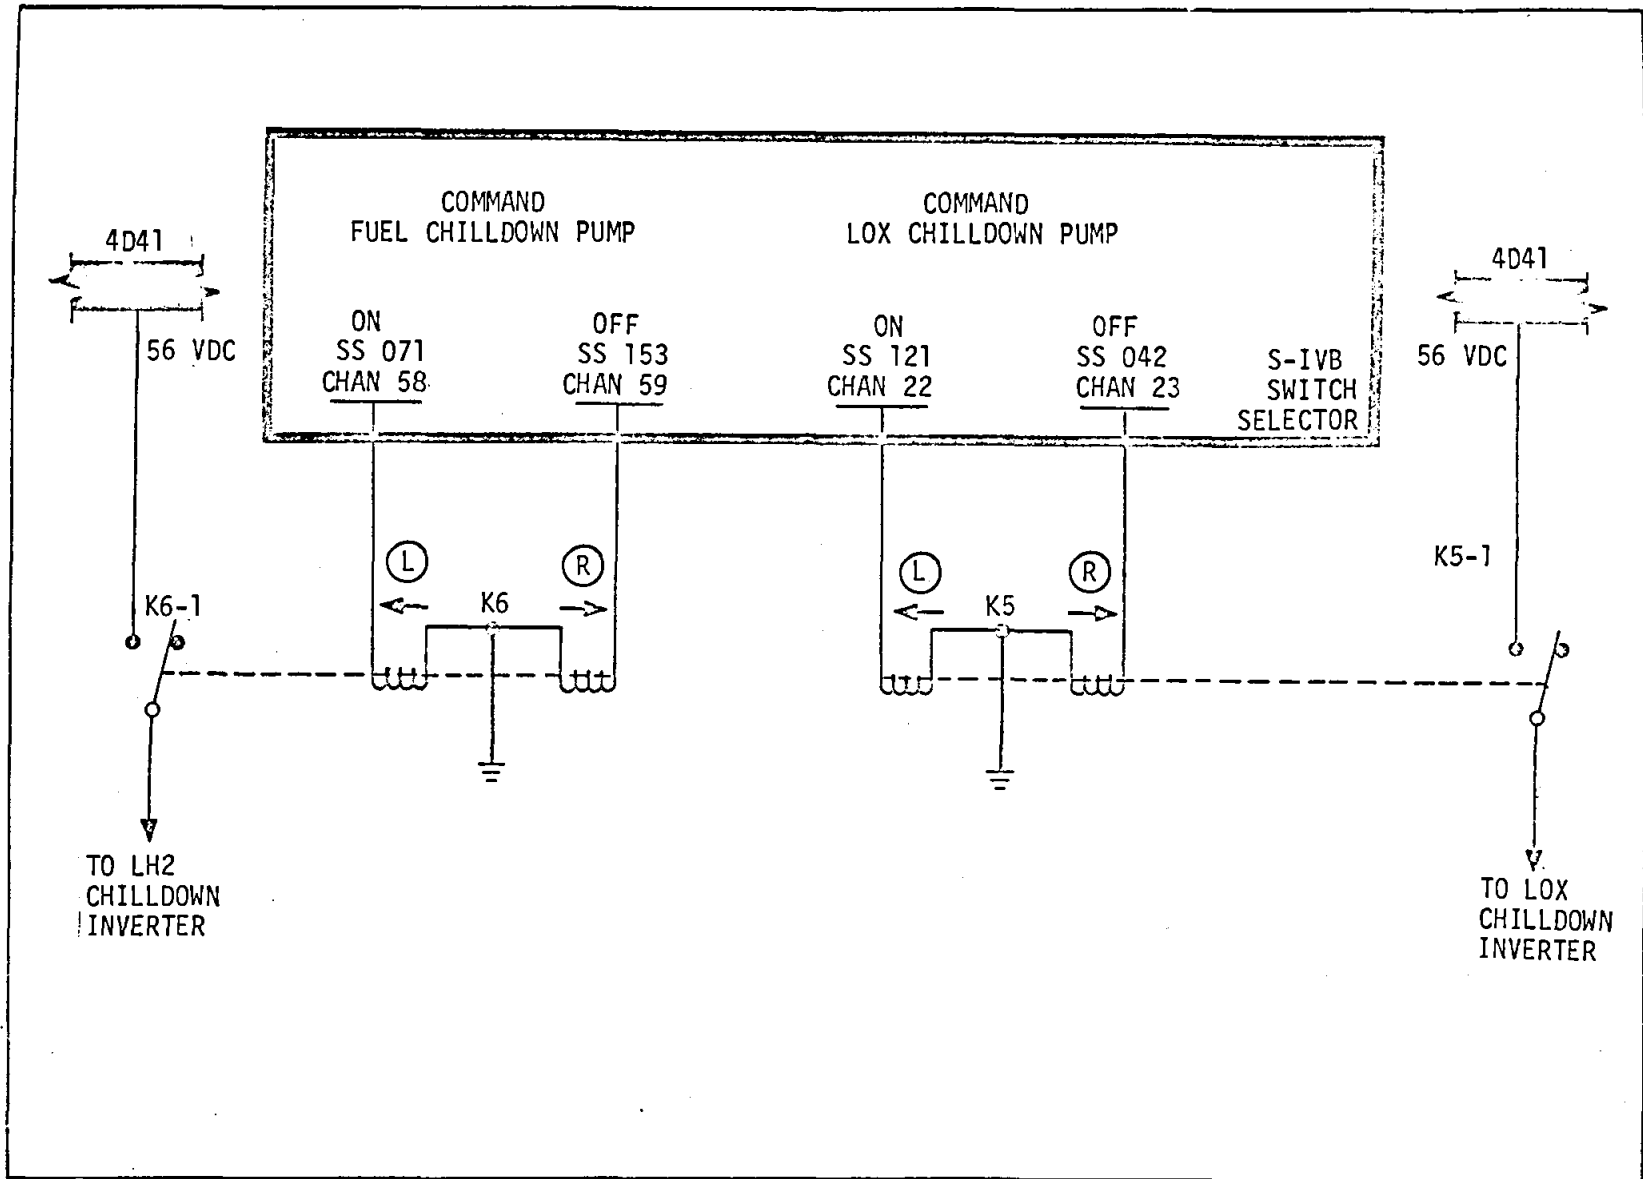 COMMAND
FUEL CHILLDOWN PUMP
COMMAND
LOX CHILLDOWN PUMP
4D41
56 VDC
ON
SS 071
CHAN 58
OFF
SS 153
CHAN 59
ON
SS 121
CHAN 22
OFF
SS 042
CHAN 23
S-IVB
SWITCH
SELECTOR
4D41
56 VDC
K6-1
L
K6
R
L
K5
R
K5-1
TO LH2
CHILLDOWN
INVERTER
TO LOX
CHILLDOWN
INVERTER